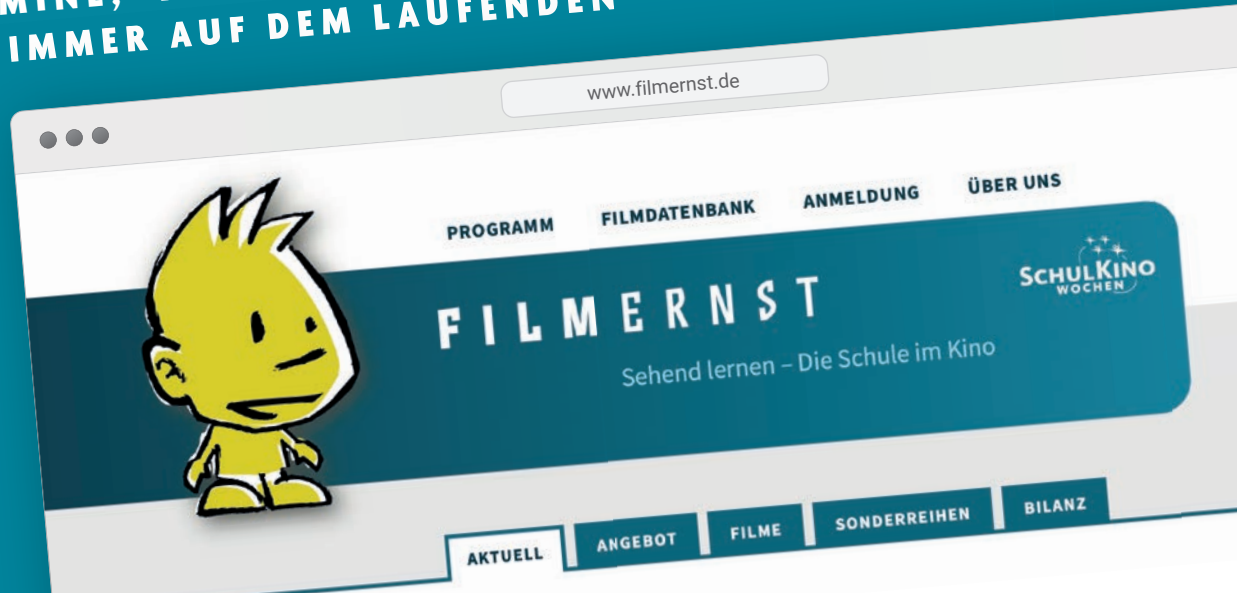 IMMER AUF DEM LAUFENDEN
www.filmernst.de
PROGRAMM FILMDATENBANK ANMELDUNG ÜBER UNS
SCHULKINO
WOCHEN
FILMERNST
Sehend lernen – Die Schule im Kino
AKTUELL ANGEBOT FILME SONDERREIHEN BILANZ